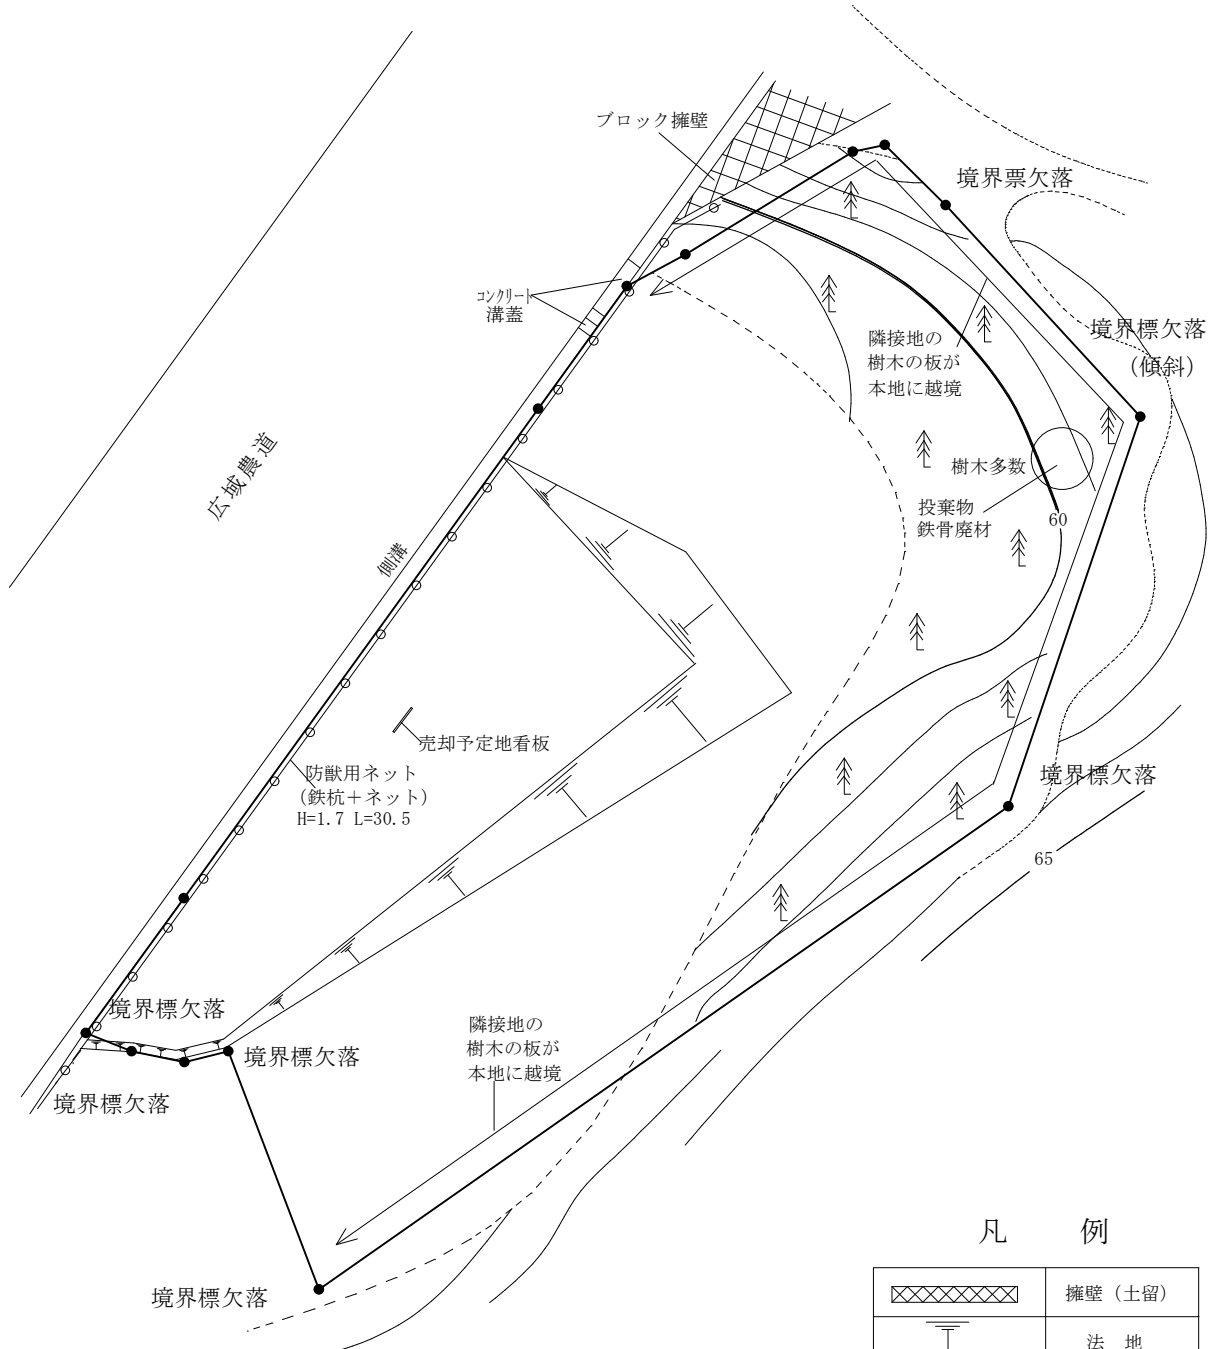 ブロック擁壁
境界票欠落
コンクリート
溝蓋
境界標欠落
(傾斜)
隣接地の
樹木の板が
本地に越境
広域農道
樹木多数
投棄物
鉄骨廃材
60
側溝
売却予定地看板
防獣用ネット
(鉄杭＋ネット)
H=1.7 L=30.5
境界標欠落
65
境界標欠落
隣接地の
樹木の板が
本地に越境
境界標欠落
境界標欠落
境界標欠落
凡　例
擁壁（土留）
法　地